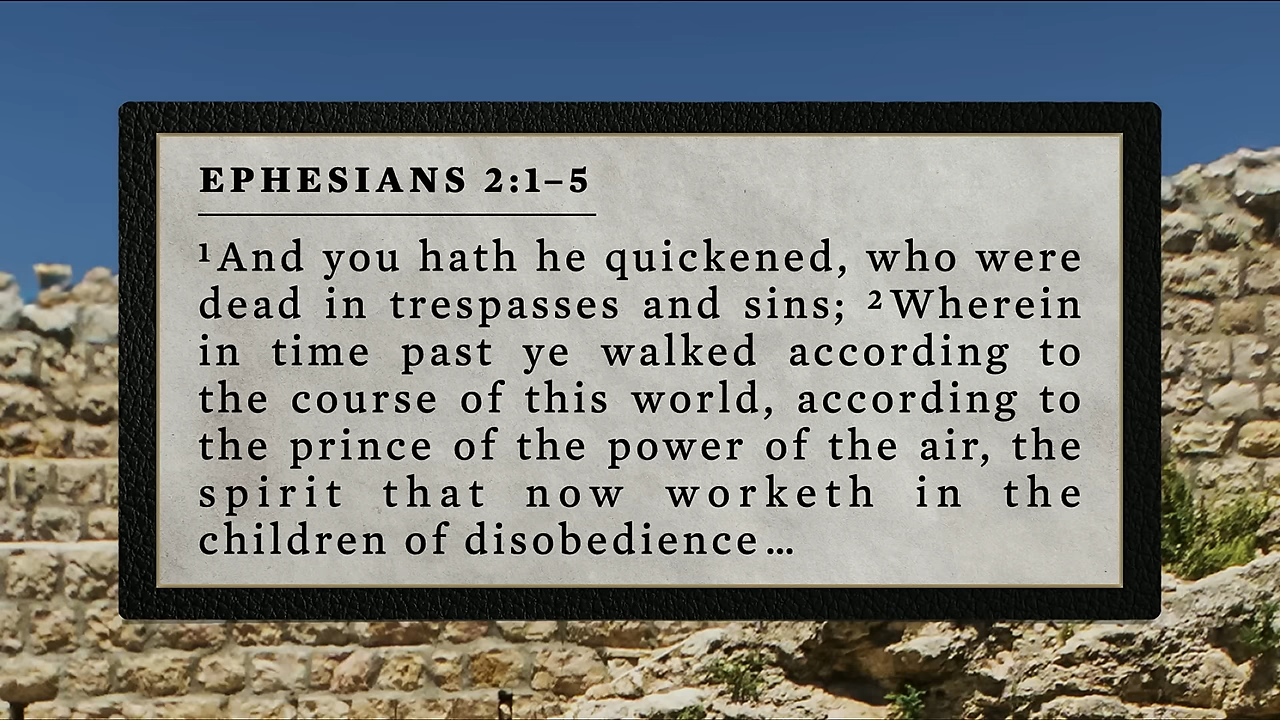 EPHESIANS 2:1–5
¹And you hath he quickened, who were
dead in trespasses and sins; ²Wherein
in time past ye walked according to
the course of this world, according to
the prince of the power of the air, the
spirit that now worketh in the
children of disobedience...